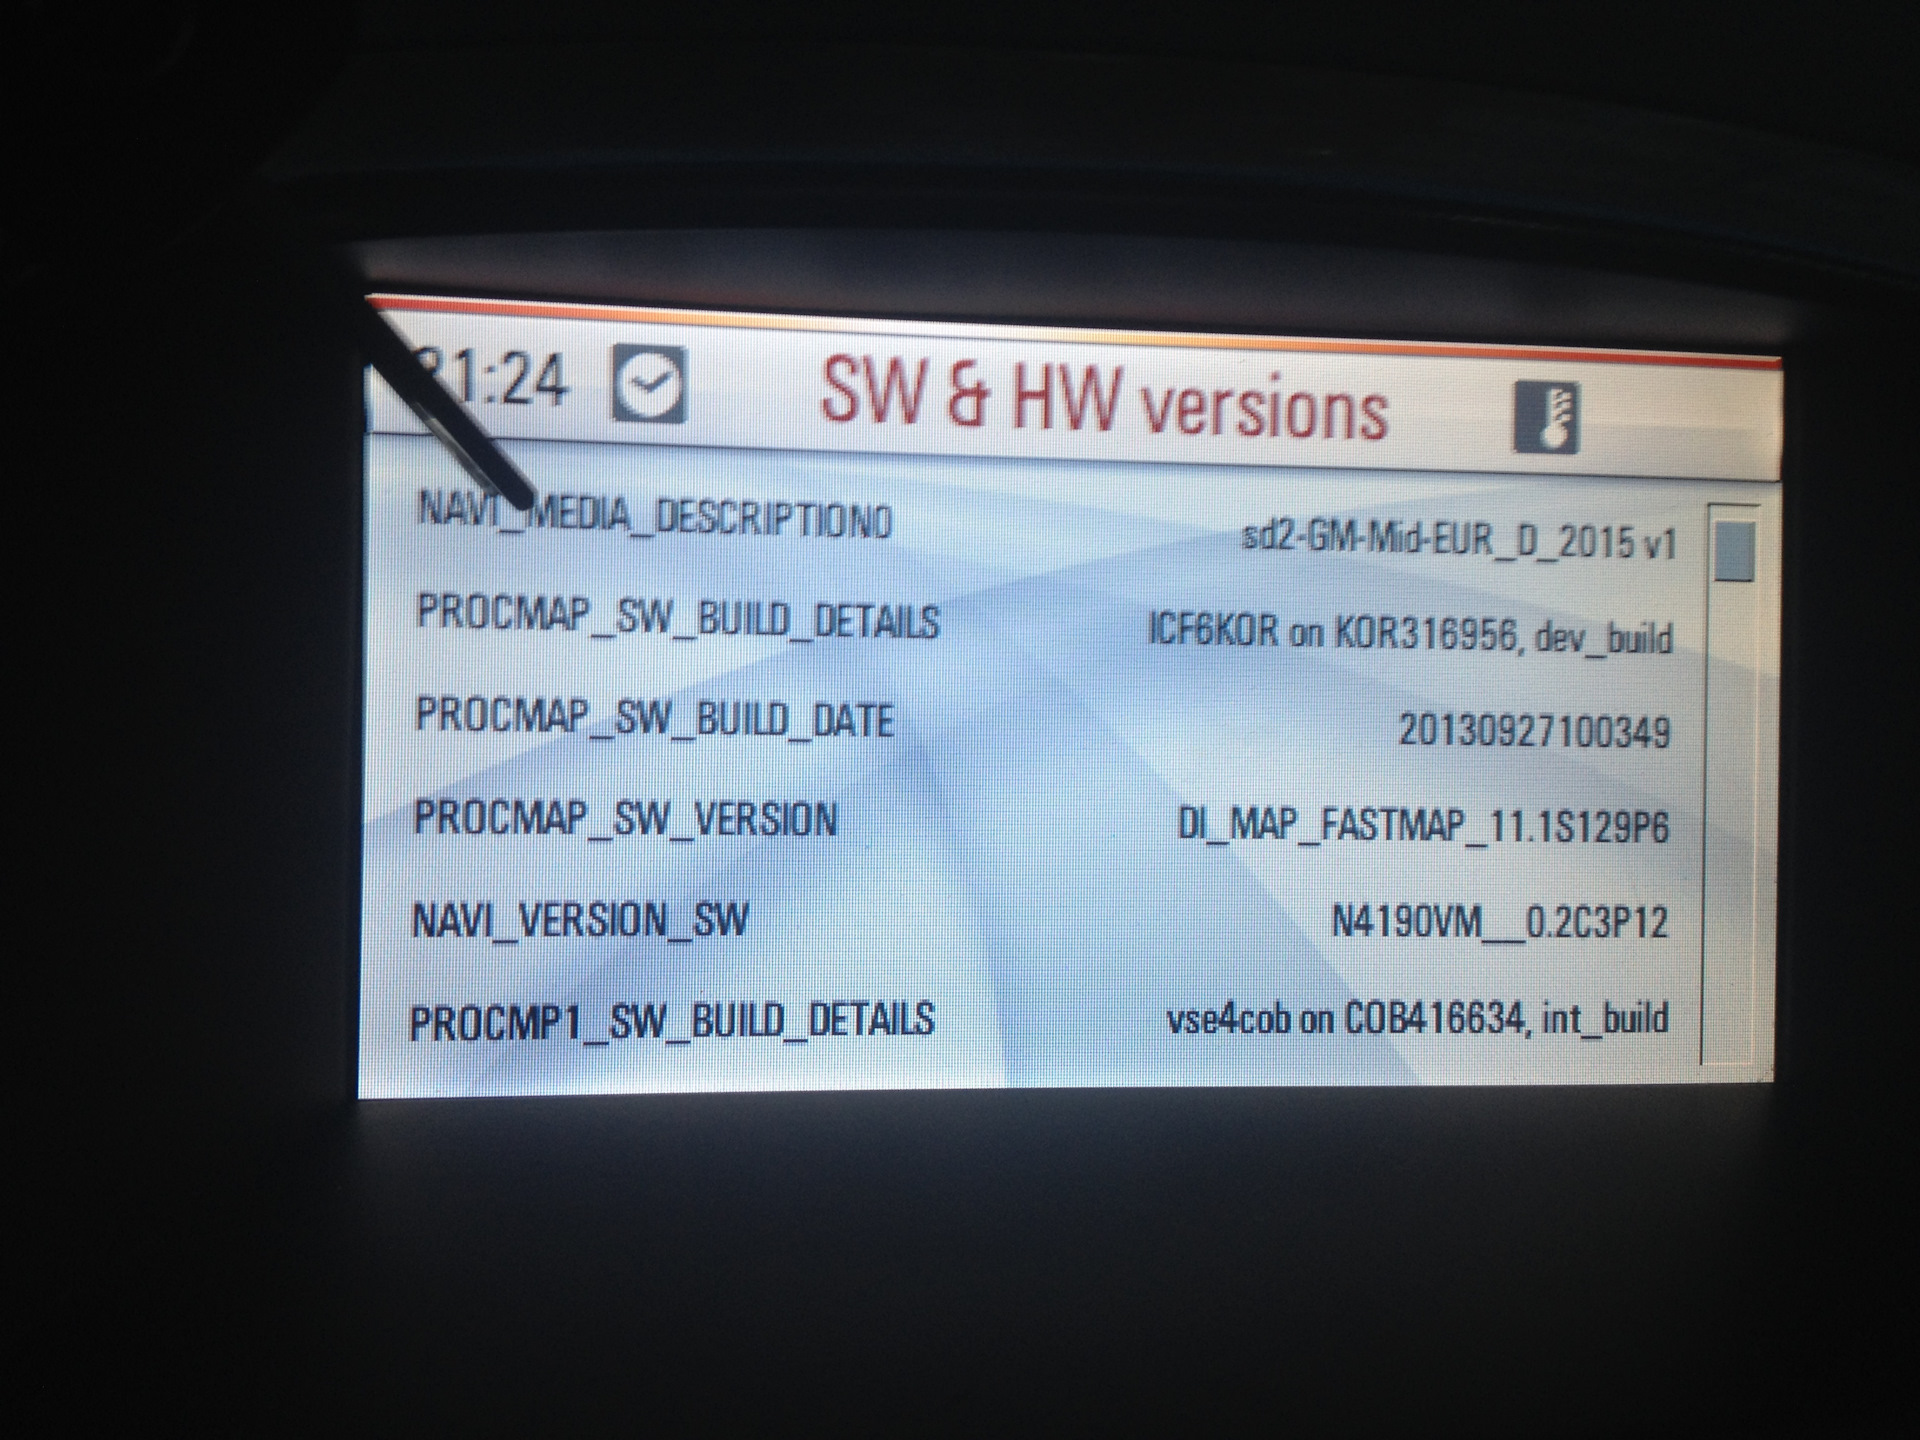 1:24
SW & HW versions
NAVI_MEDIA_DESCRIPTION0 sd2-GM-Mid-EUR_D_2015 v1
PROCMAP_SW_BUILD_DETAILS ICF6KOR on KOR316956, dev_build
PROCMAP_SW_BUILD_DATE 20130927100349
PROCMAP_SW_VERSION DI_MAP_FASTMAP_11.1S129P6
NAVI_VERSION_SW N4190VM__0.2C3P12
PROCMP1_SW_BUILD_DETAILS vse4cob on COB416634, int_build